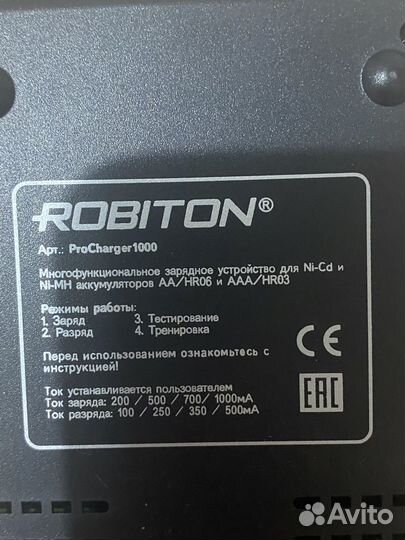 ROBITON®
Арт.: ProCharger1000
Многофункциональное зарядное устройство для Ni-Cd и
Ni-MH аккумуляторов AA/HR06 и AAA/HR03
Режимы работы:
1. Заряд 3. Тестирование
2. Разряд 4. Тренировка
CE
Перед использованием ознакомьтесь с
инструкцией!
EAC
Ток устанавливается пользователем
Ток заряда: 200 / 500 / 700/ 1000мА
Ток разряда: 100 / 250 / 350 / 500мА
Avito